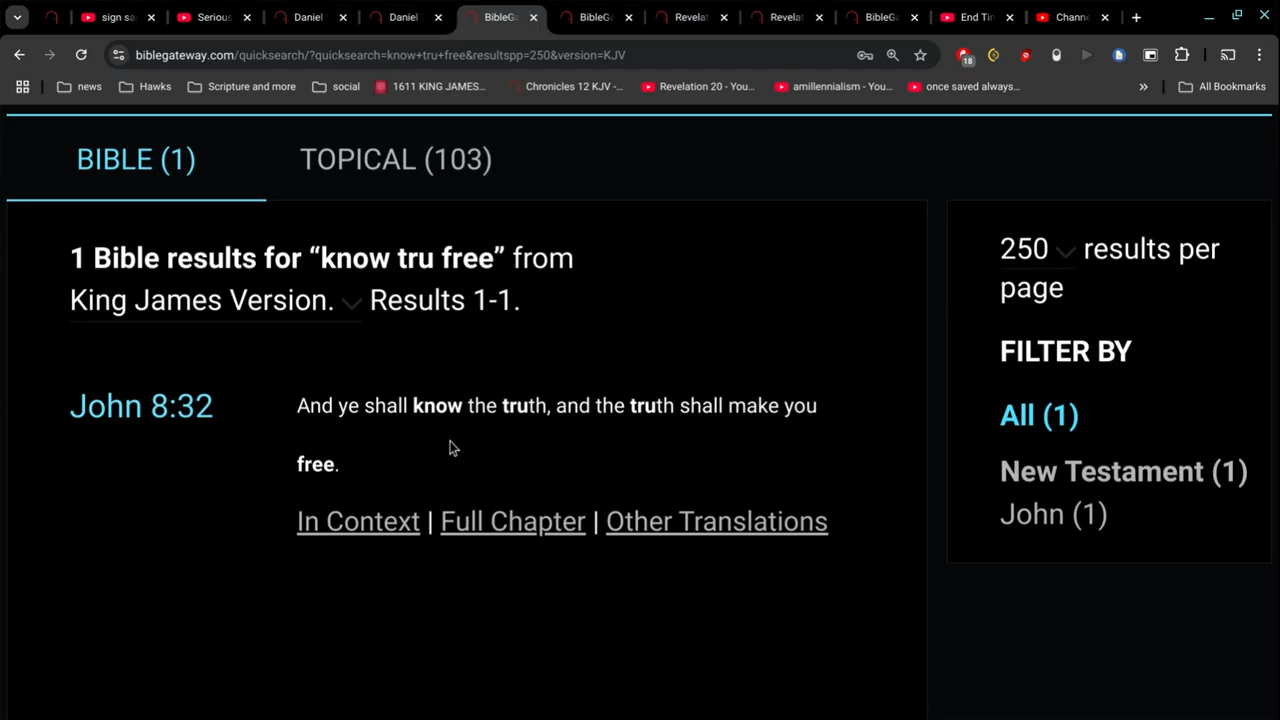 sign sa
Serious
Daniel
Daniel
BibleGa
BibleG
Revelat
Revelat
BibleGa
End Tin
Channe
biblegateway.com/quicksearch/?quicksearch=know+tru+free&resultspp=250&version=KJV
18
news
Hawks
Scripture and more
social
1611 KING JAMES...
Chronicles 12 KJV -...
Revelation 20 - You...
amillennialism - You...
once saved always...
»
All Bookmarks
BIBLE (1)
TOPICAL (103)
1 Bible results for “know tru free” from
King James Version. Results 1-1.
250 results per
page
FILTER BY
All (1)
New Testament (1)
John (1)
John 8:32
And ye shall know the truth, and the truth shall make you
free.
In Context | Full Chapter | Other Translations